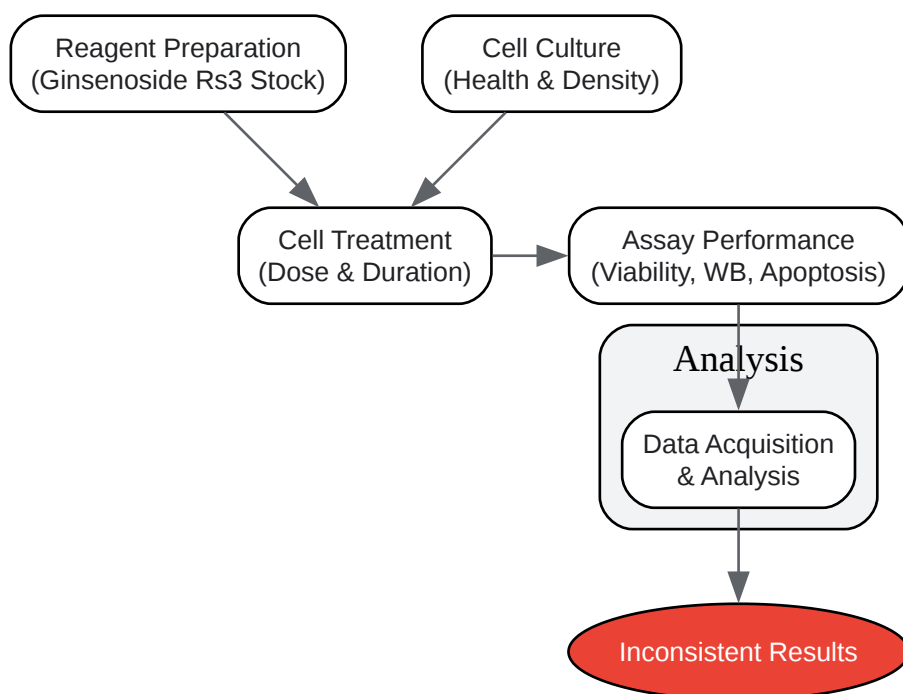 Reagent Preparation
(Ginsenoside Rs3 Stock)
Cell Culture
(Health & Density)
Cell Treatment
(Dose & Duration)
Assay Performance
(Viability, WB, Apoptosis)
Analysis
Data Acquisition
& Analysis
Inconsistent Results